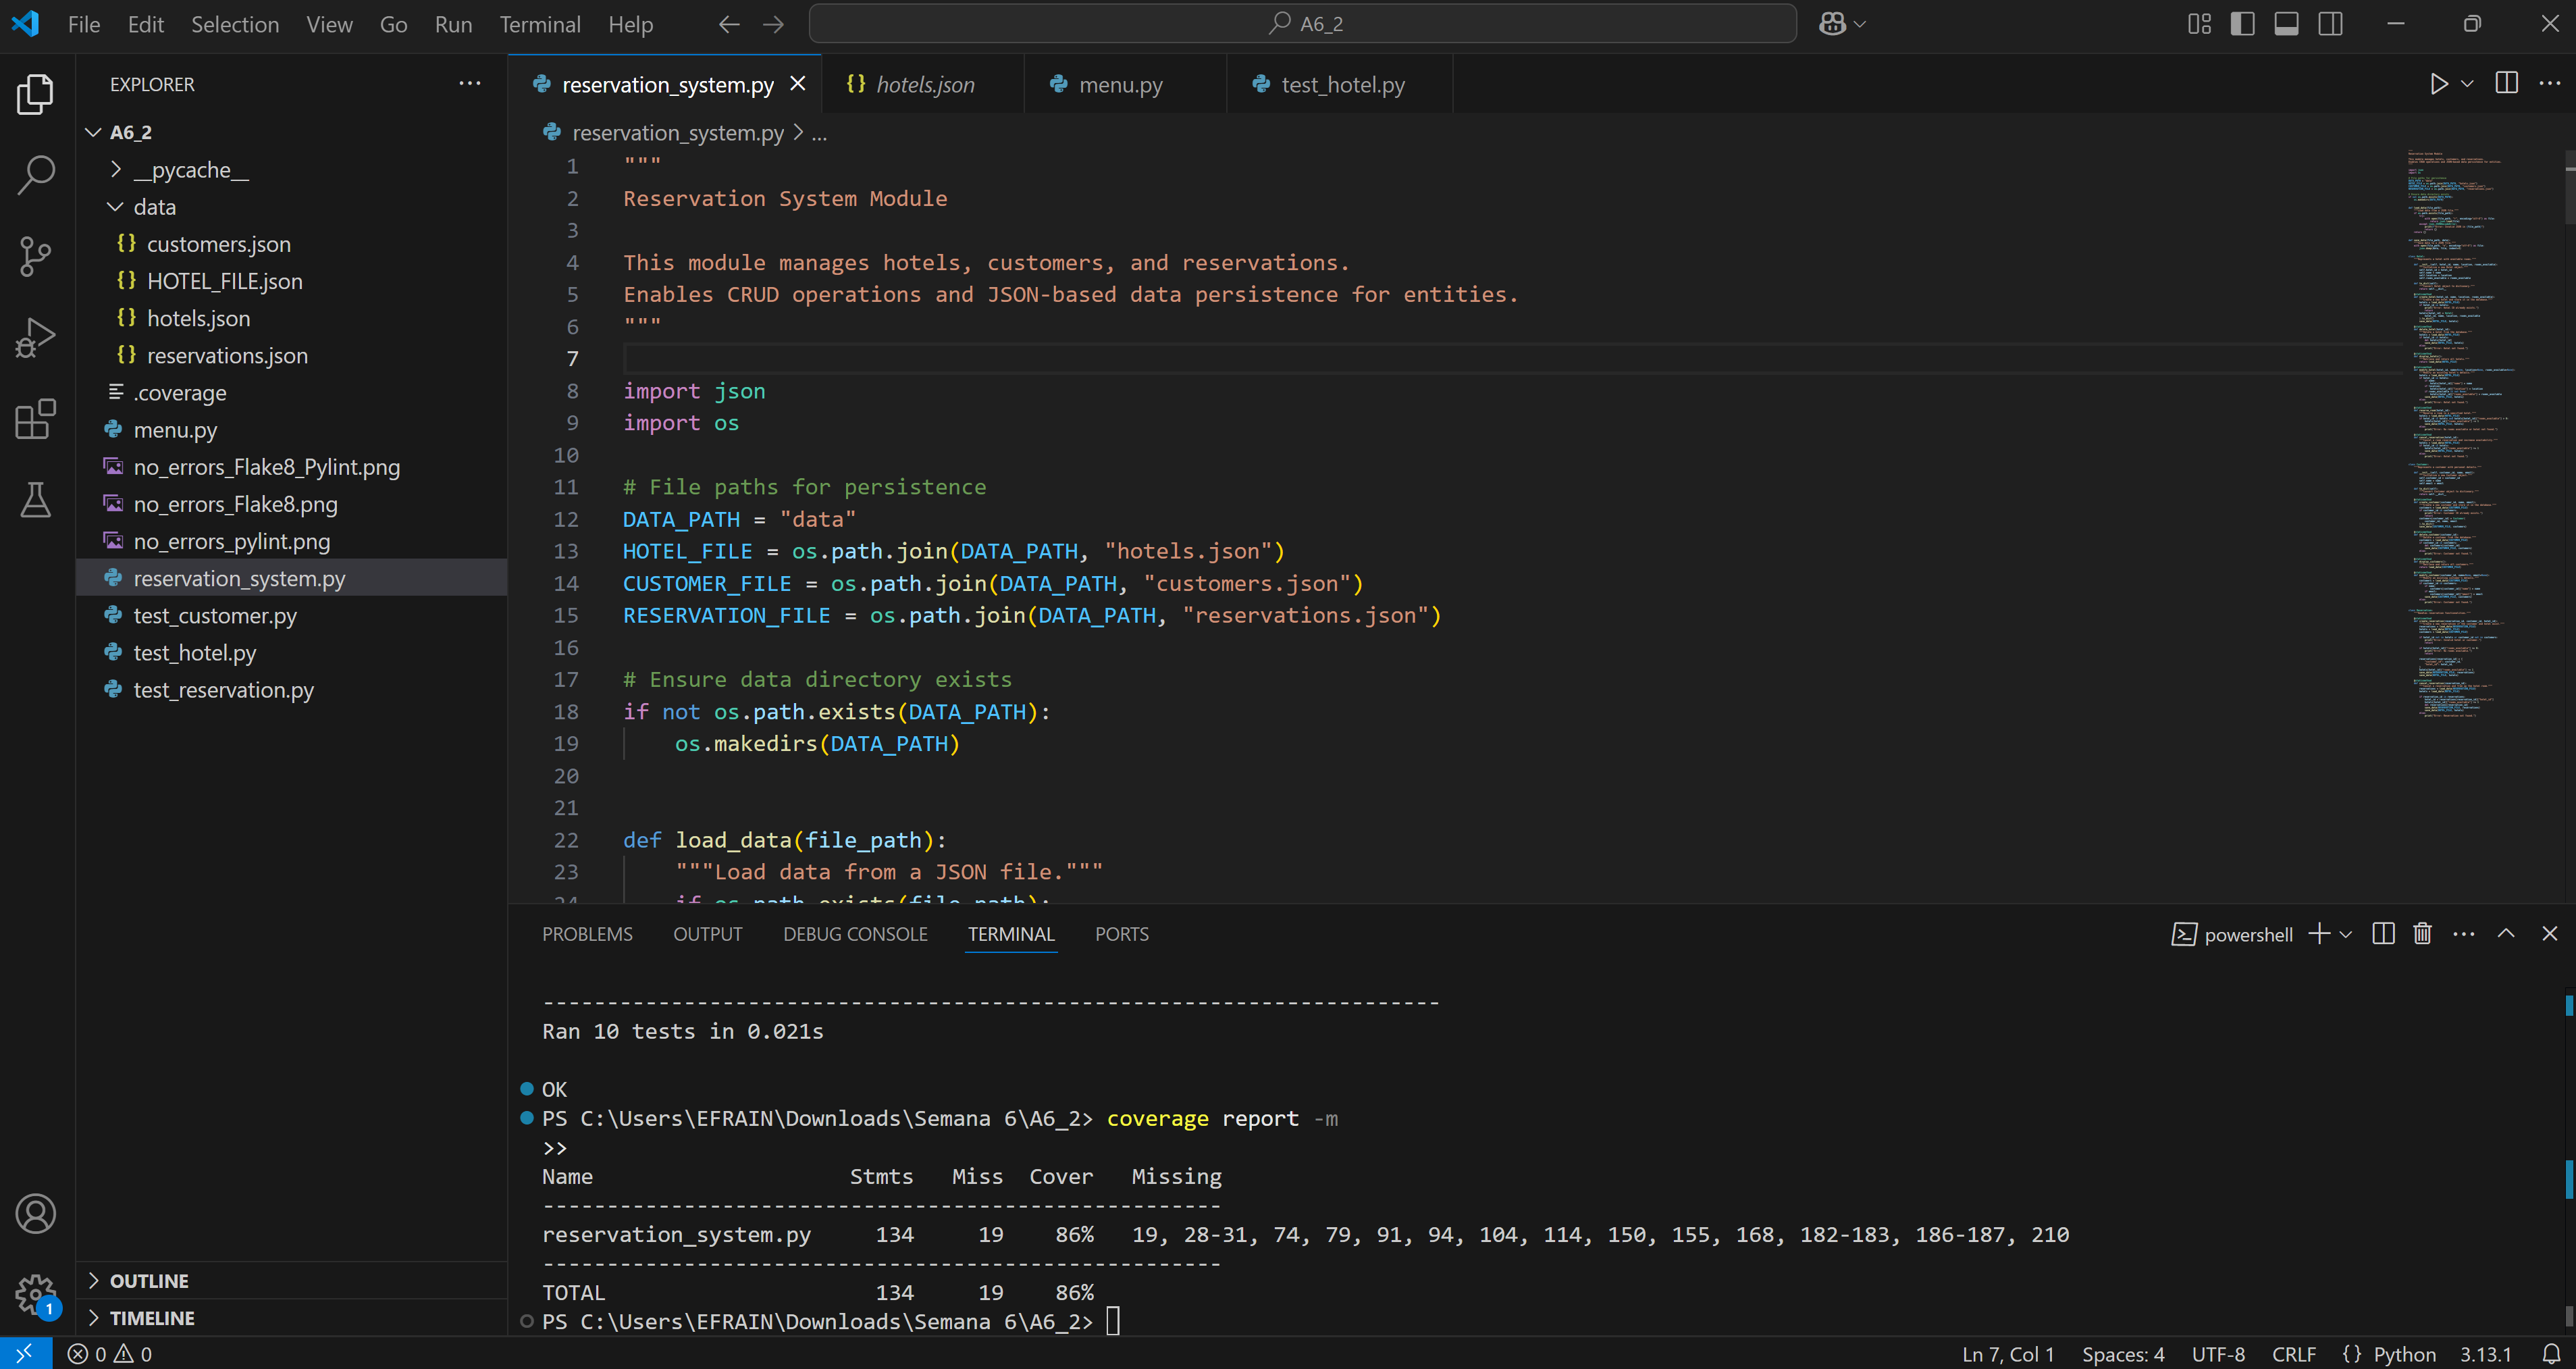 File Edit Selection View Go Run Terminal Help
A6_2
EXPLORER
A6_2
__pycache__
data
{} customers.json
{} HOTEL_FILE.json
{} hotels.json
{} reservations.json
.coverage
menu.py
no_errors_Flake8_Pylint.png
no_errors_Flake8.png
no_errors_pylint.png
reservation_system.py
test_customer.py
test_hotel.py
test_reservation.py
OUTLINE
TIMELINE
1
reservation_system.py {} hotels.json menu.py test_hotel.py
reservation_system.py > ...
1 """
2 Reservation System Module
3
4 This module manages hotels, customers, and reservations.
5 Enables CRUD operations and JSON-based data persistence for entities.
6 """
7
8 import json
9 import os
10
11 # File paths for persistence
12 DATA_PATH = "data"
13 HOTEL_FILE = os.path.join(DATA_PATH, "hotels.json")
14 CUSTOMER_FILE = os.path.join(DATA_PATH, "customers.json")
15 RESERVATION_FILE = os.path.join(DATA_PATH, "reservations.json")
16
17 # Ensure data directory exists
18 if not os.path.exists(DATA_PATH):
19     os.makedirs(DATA_PATH)
20
21
22 def load_data(file_path):
23     """Load data from a JSON file."""
24     if os.path.exists(file_path):
PROBLEMS OUTPUT DEBUG CONSOLE TERMINAL PORTS
powershell
----------------------------------------------------------------------
Ran 10 tests in 0.021s
OK
PS C:\Users\EFRAIN\Downloads\Semana 6\A6_2> coverage report -m
>>
Name                    Stmts   Miss  Cover   Missing
-----------------------------------------------------
reservation_system.py     134     19    86%   19, 28-31, 74, 79, 91, 94, 104, 114, 150, 155, 168, 182-183, 186-187, 210
-----------------------------------------------------
TOTAL                     134     19    86%
PS C:\Users\EFRAIN\Downloads\Semana 6\A6_2>
0 0
Ln 7, Col 1 Spaces: 4 UTF-8 CRLF {} Python 3.13.1